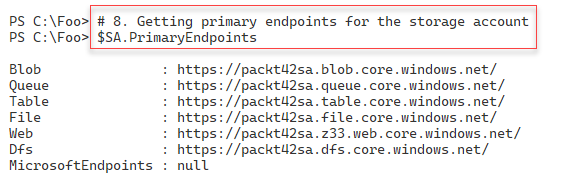 PS C:\Foo> # 8. Getting primary endpoints for the storage account
PS C:\Foo> $SA.PrimaryEndpoints
Blob : https://packt42sa.blob.core.windows.net/
Queue : https://packt42sa.queue.core.windows.net/
Table : https://packt42sa.table.core.windows.net/
File : https://packt42sa.file.core.windows.net/
Web : https://packt42sa.z33.web.core.windows.net/
Dfs : https://packt42sa.dfs.core.windows.net/
MicrosoftEndpoints : null